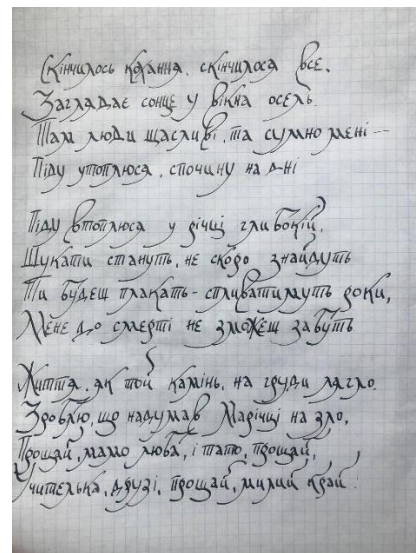 Скінчилось кохання, скінчилося все.
Заглядає сонце у вікна осель.
Там люди щасливі, та сумно мені –
Піду утоплюся, спочину на дні
Піду втоплюся у річці глибокій,
Шукати стануть, не скоро знайдуть
Ти будеш плакать - спливатимуть роки,
Мене до смерті не зможеш забуть
Життя, як той камінь, на груди лягло.
Зроблю, що надумав Марічці на зло,
Прощай, мамо люба, і тату, прощай,
Учителька, друзі, прощай, милий край!